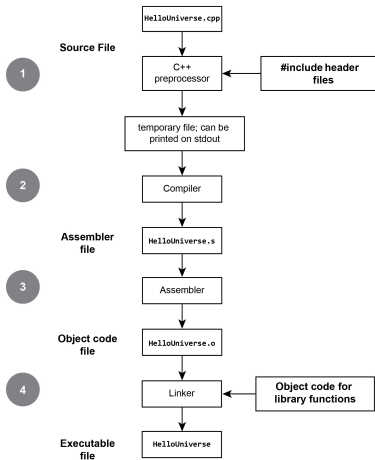 HelloUniverse.cpp
Source File
1
C++
preprocessor
#include header
files
temporary file; can be
printed on stdout
2
Compiler
Assembler
file
HelloUniverse.s
3
Assembler
Object code
file
HelloUniverse.o
4
Linker
Object code for
library functions
Executable
file
HelloUniverse